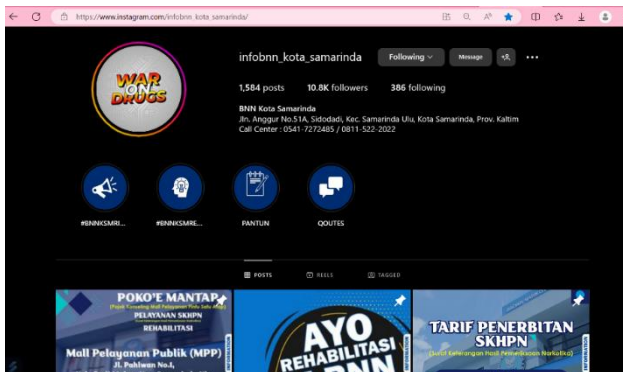 https://www.instagram.com/infobnn_kota_samarinda/
infobnn_kota_samarinda Following Message
1,584 posts 10.8K followers 386 following
BNN Kota Samarinda
Jln. Anggur No.51A, Sidodadi, Kec. Samarinda Ulu, Kota Samarinda, Prov. Kaltim
Call Center : 0541-7272485 / 0811-522-2022
WAR
ON
DRUGS
#BNNKSMRI... #BNNKSMRE... PANTUN QOUTES
POSTS REELS TAGGED
POKO'E MANTAP
PELAYANAN SKHPN
REHABILITASI
Mall Pelayanan Publik (MPP)
Jl. Pahlwan No.1,
AYO
REHABILITASI
BNN
TARIF PENERBITAN
SKHPN
(Surat Keterangan Hasil Pemeriksaan Narkotika)